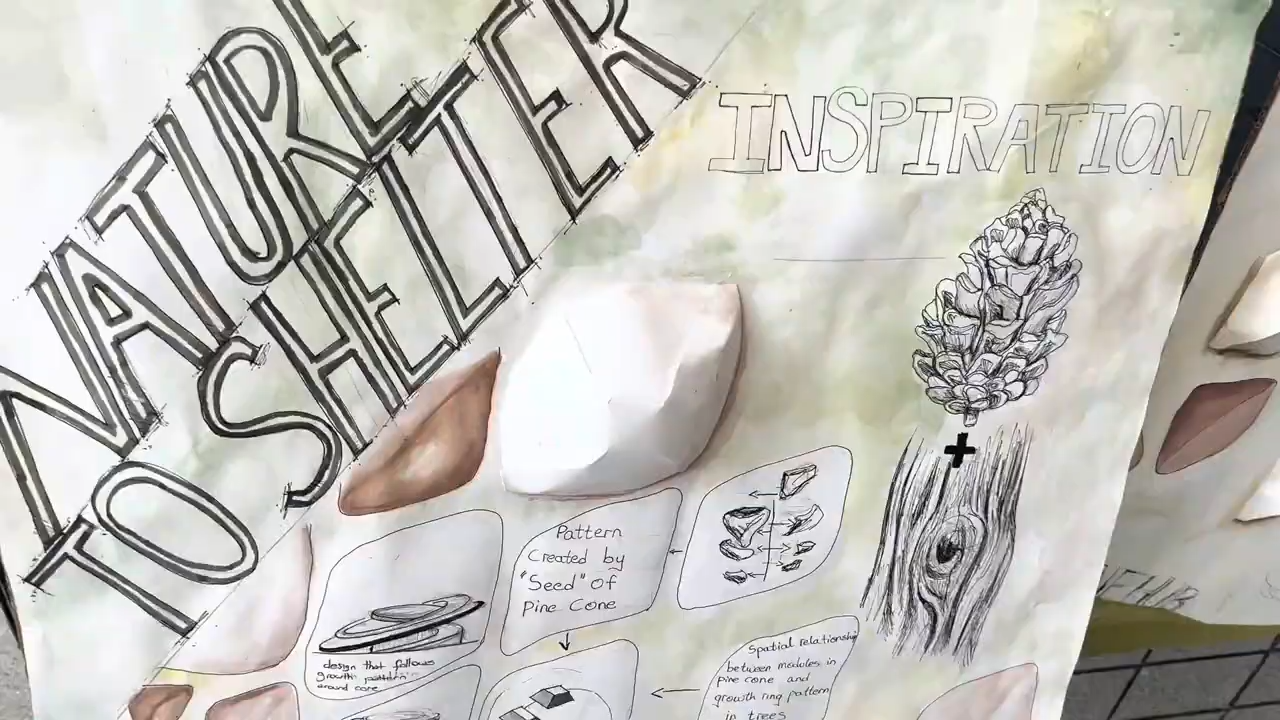 NATURE
TO SHELTER
INSPIRATION
+
Pattern
Created by
"Seed" Of
Pine Cone
design that follows
growth pattern
around core
Spatial relationship
between modules in
pine cone and
growth ring pattern
in trees